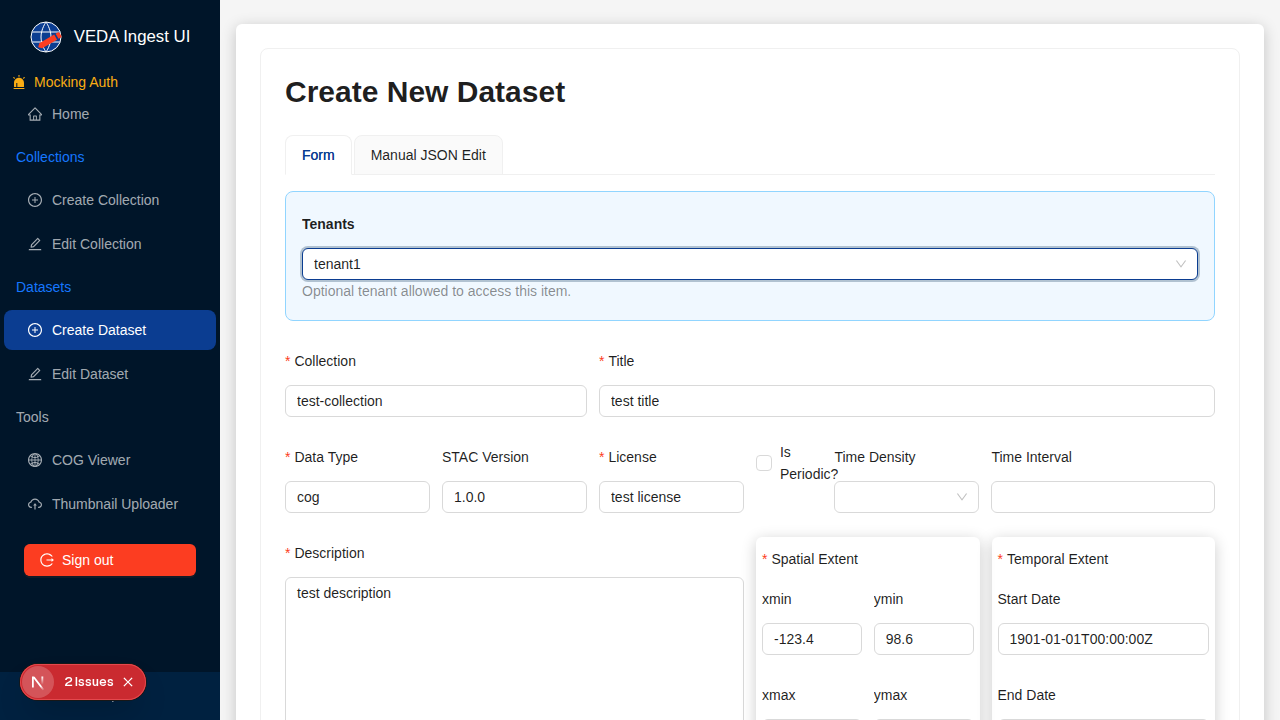 VEDA Ingest UI
Mocking Auth
Home
Collections
Create Collection
Edit Collection
Datasets
Create Dataset
Edit Dataset
Tools
COG Viewer
Thumbnail Uploader
Sign out
2 Issues
Create New Dataset
Form
Manual JSON Edit
Tenants
tenant1
Optional tenant allowed to access this item.
* Collection
* Title
test-collection
test title
* Data Type
STAC Version
* License
Is Periodic?
Time Density
Time Interval
cog
1.0.0
test license
* Description
test description
* Spatial Extent
xmin
ymin
-123.4
98.6
xmax
ymax
* Temporal Extent
Start Date
1901-01-01T00:00:00Z
End Date